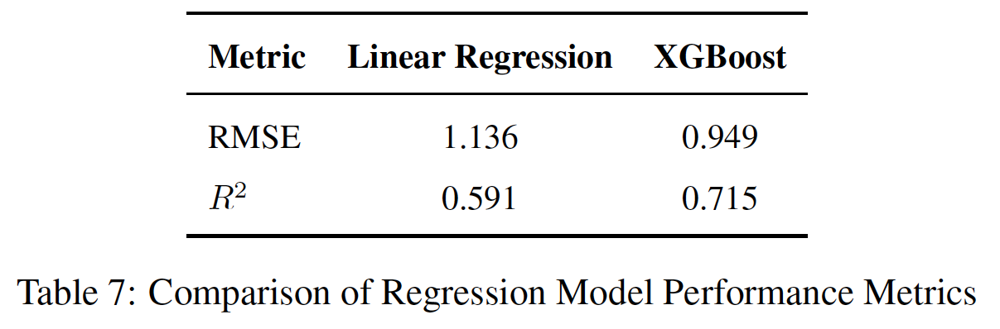 Metric Linear Regression XGBoost
RMSE 1.136 0.949
R² 0.591 0.715
Table 7: Comparison of Regression Model Performance Metrics